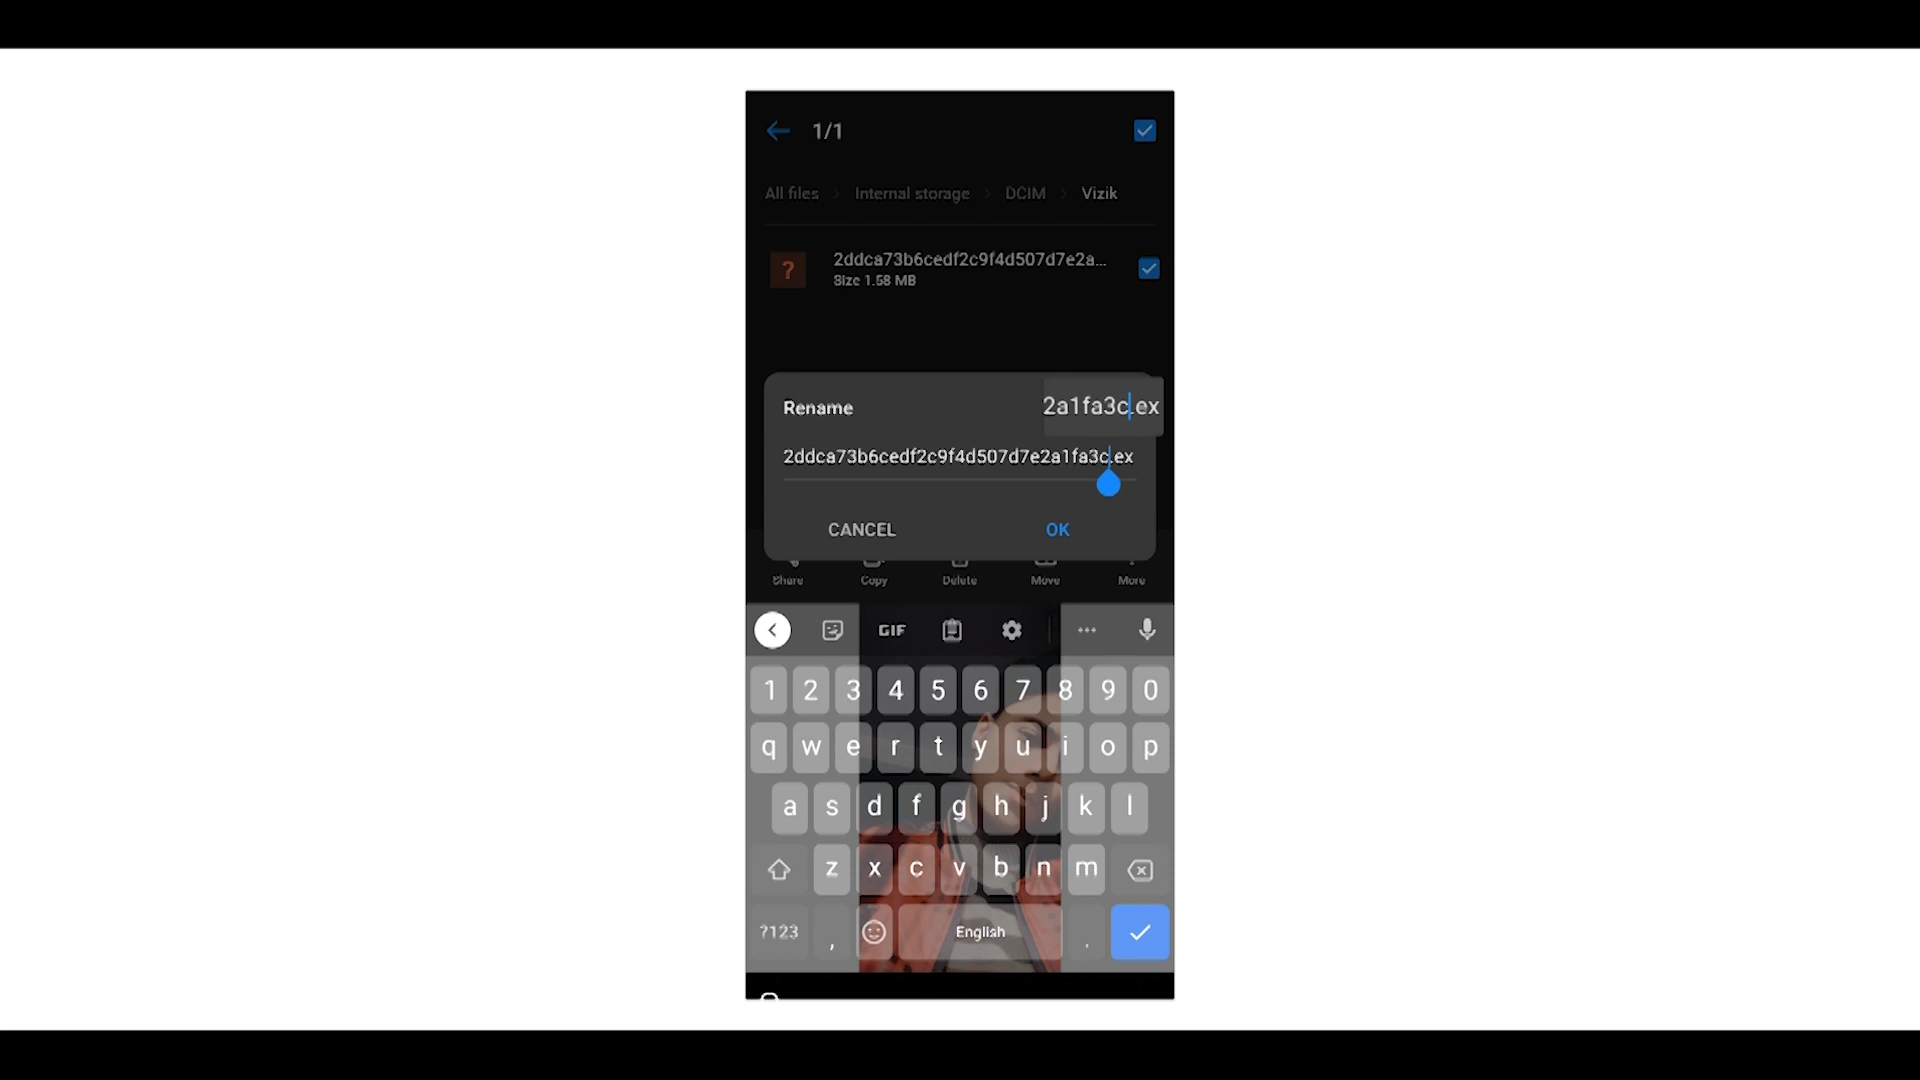 1/1
All files > Internal storage > DCIM > Vizik
2ddca73b6cedf2c9f4d507d7e2a...
Size 1.58 MB
Rename
2a1fa3c.ex
2ddca73b6cedf2c9f4d507d7e2a1fa3c.ex
CANCEL OK
Share Copy Delete Move More
GIF
1 2 3 4 5 6 7 8 9 0
q w e r t y u i o p
a s d f g h j k l
z x c v b n m
?123 , English .